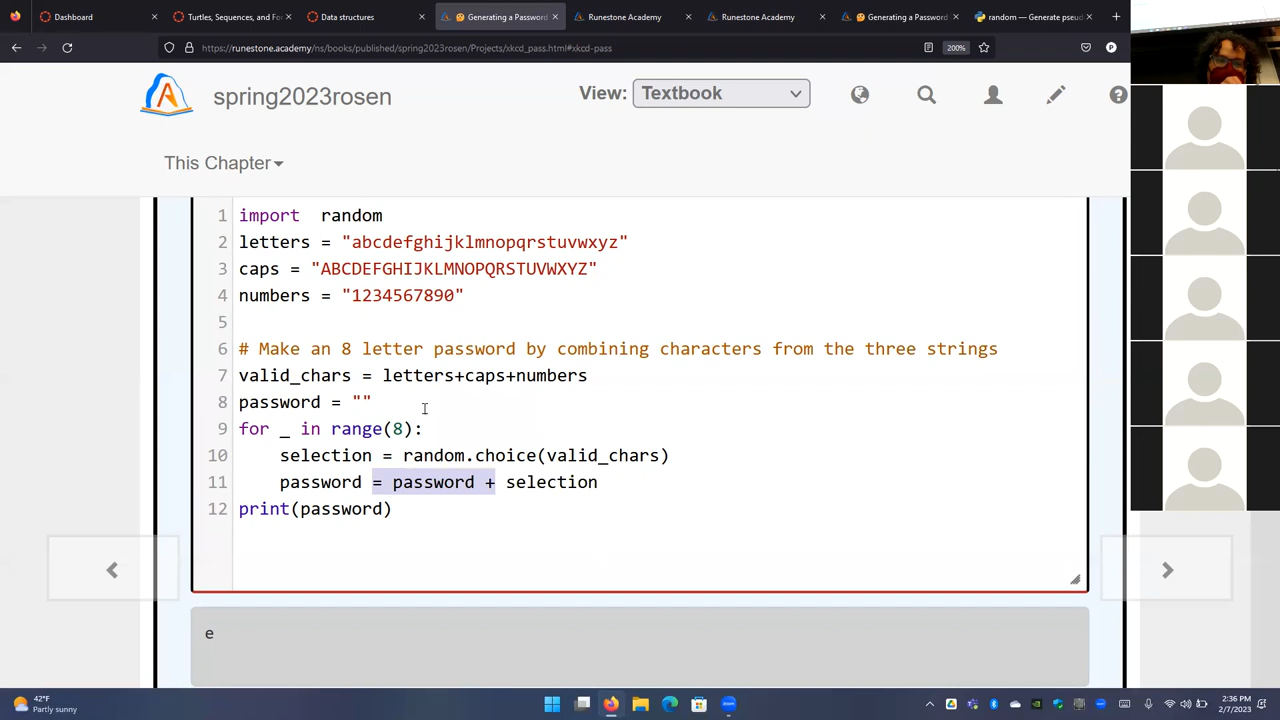 Dashboard
Turtles, Sequences, and For
Data structures
Generating a Password
Runestone Academy
Runestone Academy
Generating a Password
random — Generate pseud
https://runestone.academy/ns/books/published/spring2023rosen/Projects/xkcd_pass.html#xkcd-pass
200%
spring2023rosen
View:
Textbook
This Chapter
1 import  random
2 letters = "abcdefghijklmnopqrstuvwxyz"
3 caps = "ABCDEFGHIJKLMNOPQRSTUVWXYZ"
4 numbers = "1234567890"
5
6 # Make an 8 letter password by combining characters from the three strings
7 valid_chars = letters+caps+numbers
8 password = ""
9 for _ in range(8):
10     selection = random.choice(valid_chars)
11     password = password + selection
12 print(password)
e
42°F
Partly sunny
2:36 PM
2/7/2023